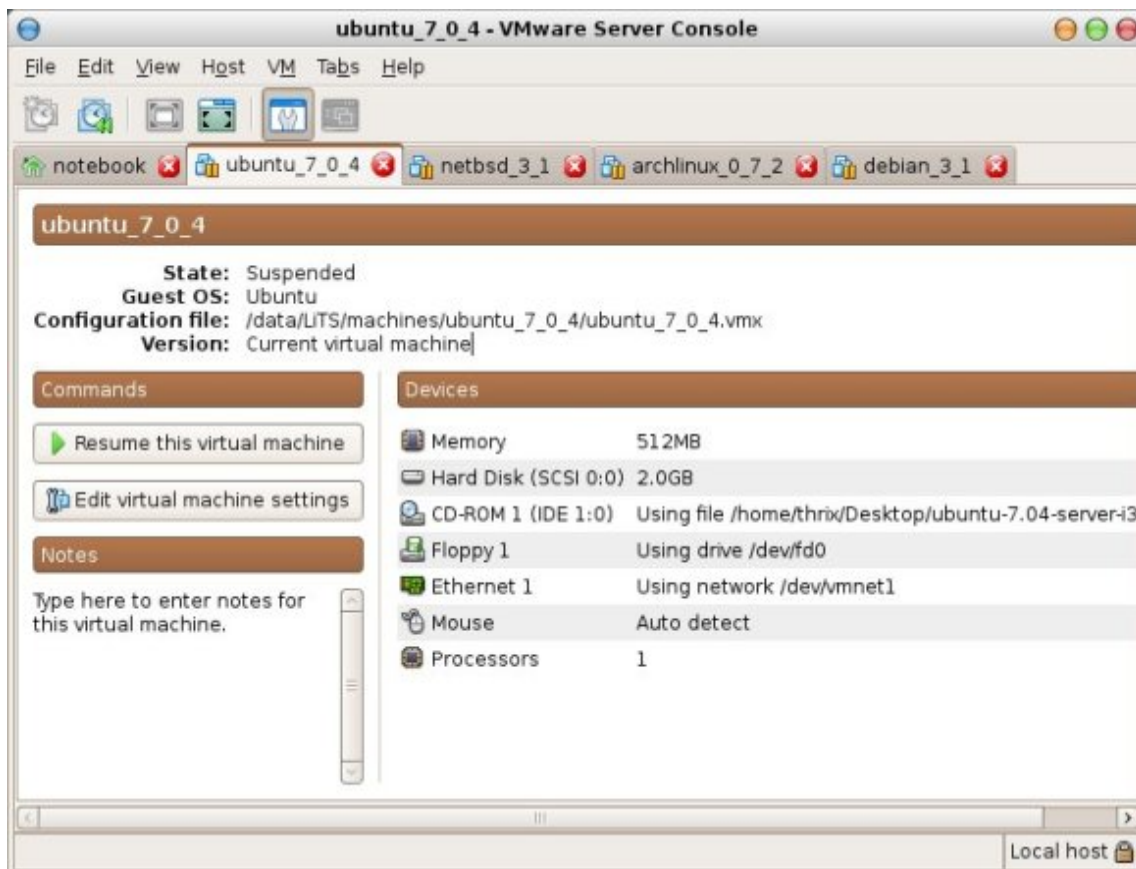 ubuntu_7_0_4 - VMware Server Console
File Edit View Host VM Tabs Help
notebook ubuntu_7_0_4 netbsd_3_1 archlinux_0_7_2 debian_3_1
ubuntu_7_0_4
State: Suspended
Guest OS: Ubuntu
Configuration file: /data/LiTS/machines/ubuntu_7_0_4/ubuntu_7_0_4.vmx
Version: Current virtual machine
Commands
Resume this virtual machine
Edit virtual machine settings
Notes
Type here to enter notes for
this virtual machine.
Devices
Memory 512MB
Hard Disk (SCSI 0:0) 2.0GB
CD-ROM 1 (IDE 1:0) Using file /home/thrix/Desktop/ubuntu-7.04-server-i3
Floppy 1 Using drive /dev/fd0
Ethernet 1 Using network /dev/vmnet1
Mouse Auto detect
Processors 1
Local host